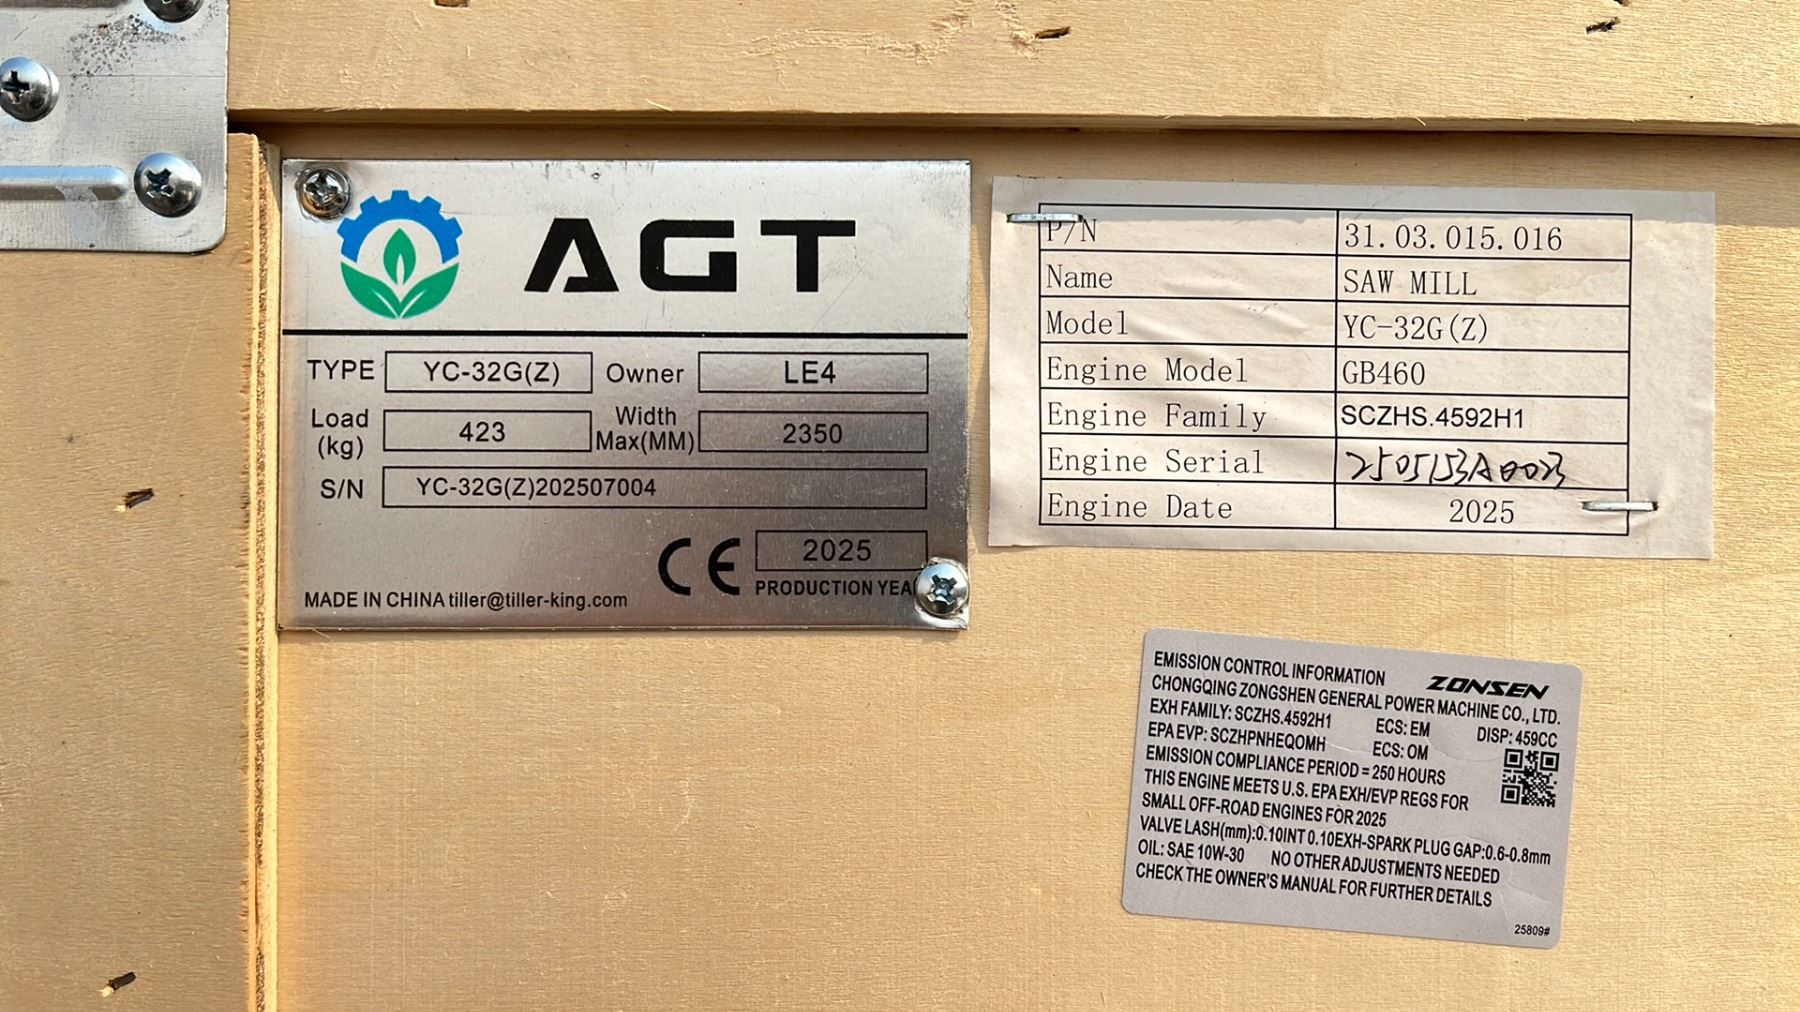 AGT
TYPE YC-32G(Z) Owner LE4
Load (kg) 423 Width Max(MM) 2350
S/N YC-32G(Z)202507004
CE 2025
MADE IN CHINA tiller@tiller-king.com PRODUCTION YEA
P/N 31.03.015.016
Name SAW MILL
Model YC-32G(Z)
Engine Model GB460
Engine Family SCZHS.4592H1
Engine Serial 2505153A0023
Engine Date 2025
EMISSION CONTROL INFORMATION ZONSEN
CHONGQING ZONGSHEN GENERAL POWER MACHINE CO., LTD.
EXH FAMILY: SCZHS.4592H1 ECS: EM DISP: 459CC
EPA EVP: SCZHPNHEQOMH ECS: OM
EMISSION COMPLIANCE PERIOD = 250 HOURS
THIS ENGINE MEETS U.S. EPA EXH/EVP REGS FOR
SMALL OFF-ROAD ENGINES FOR 2025
VALVE LASH(mm):0.10INT 0.10EXH-SPARK PLUG GAP:0.6-0.8mm
OIL: SAE 10W-30 NO OTHER ADJUSTMENTS NEEDED
CHECK THE OWNER'S MANUAL FOR FURTHER DETAILS
25809#